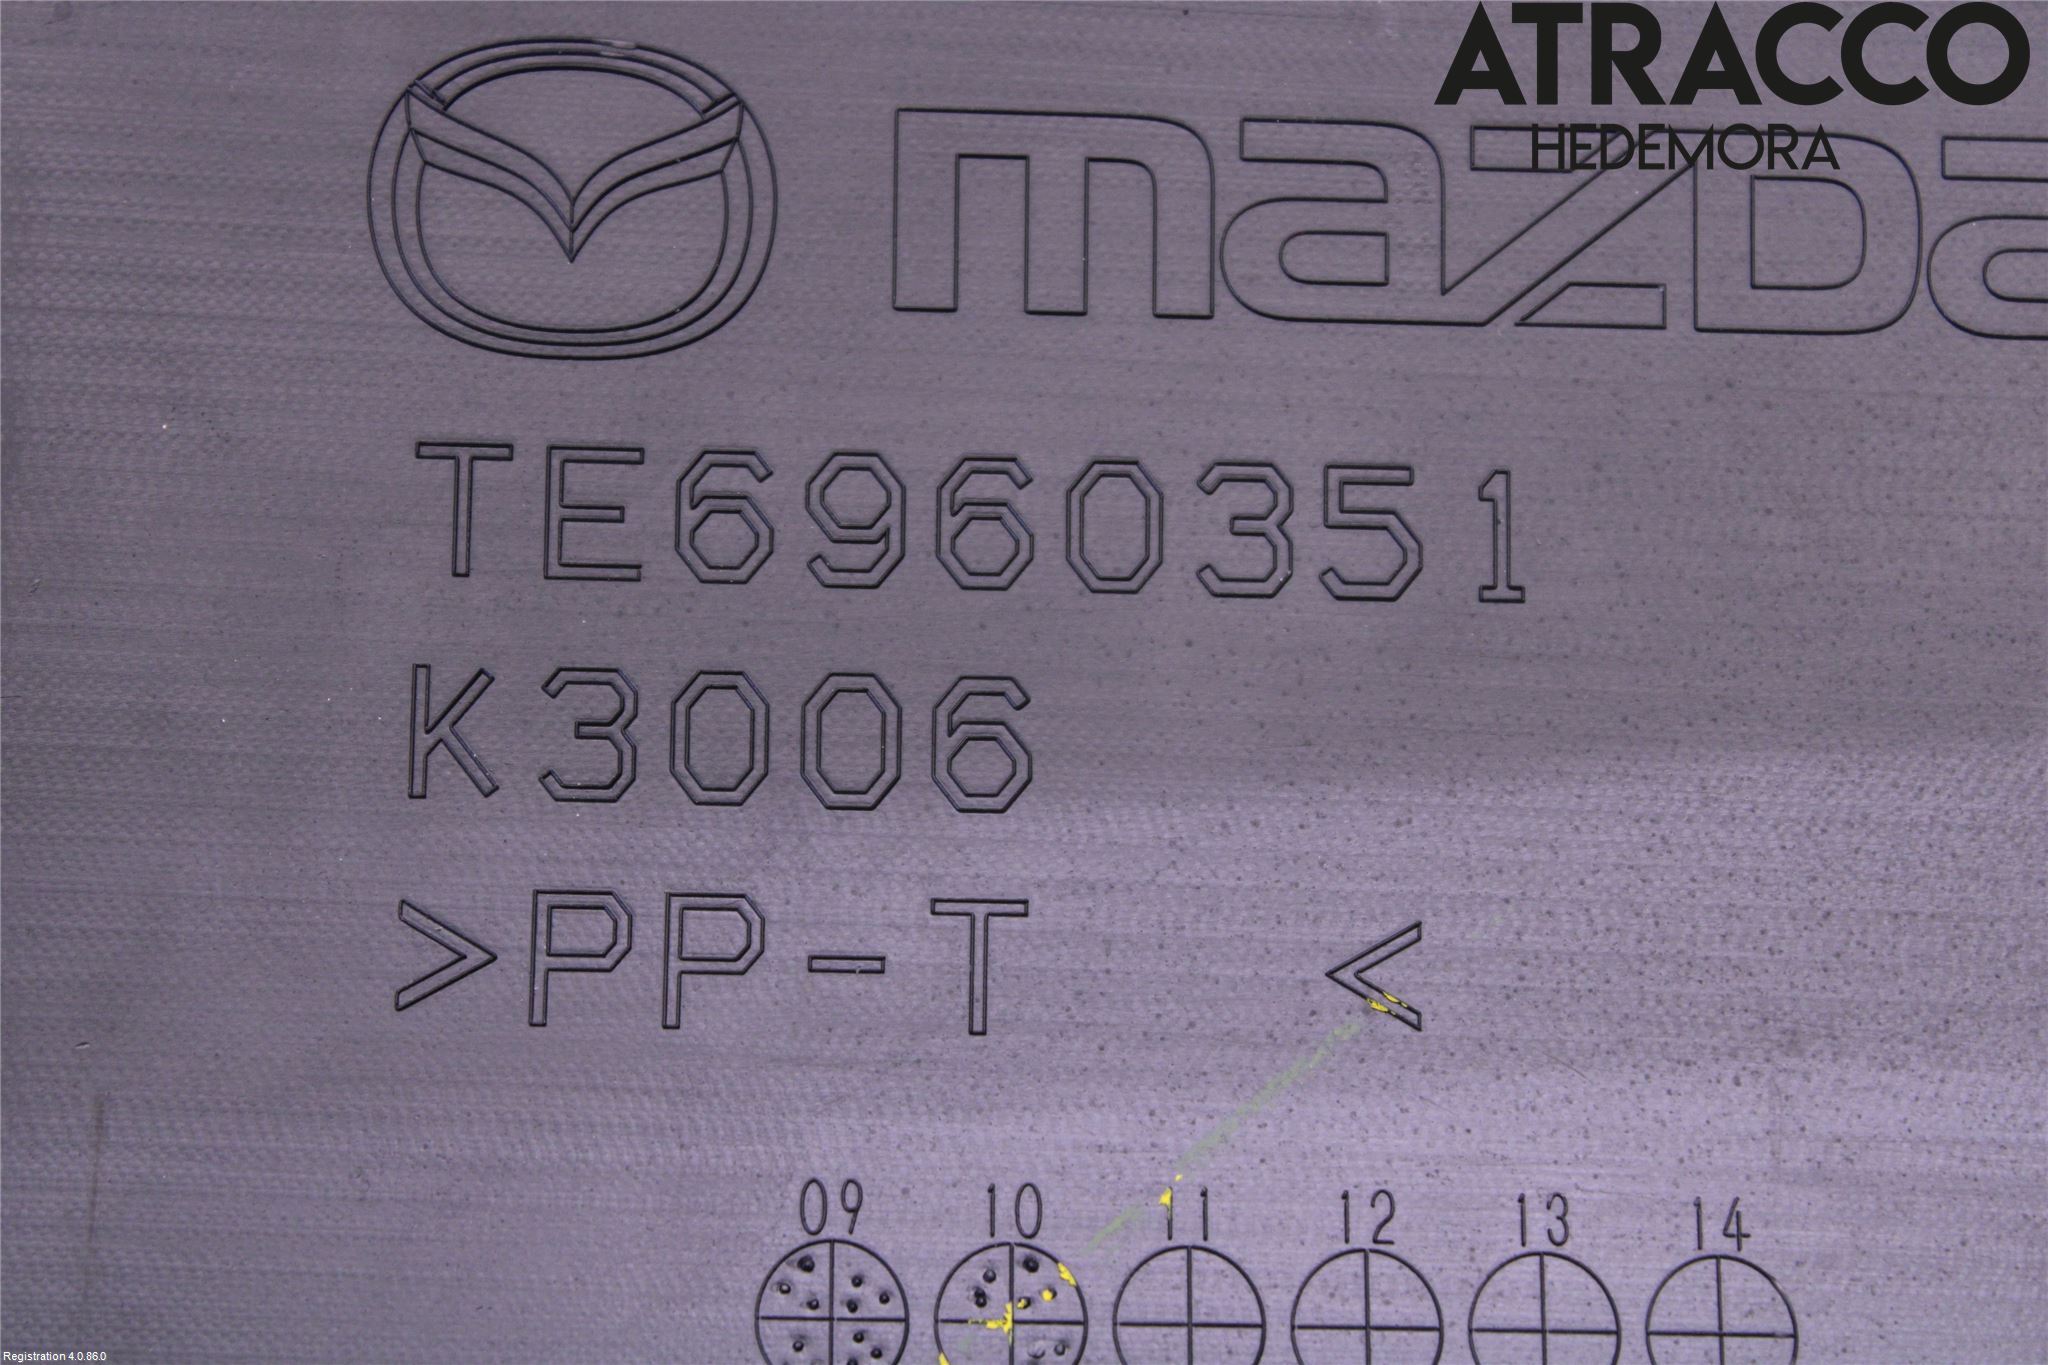 ATRACCO
HEDEMORA
mazda
TE6960351
K3006
>PP-T <
09 10 11 12 13 14
Registration 4.0.86.0